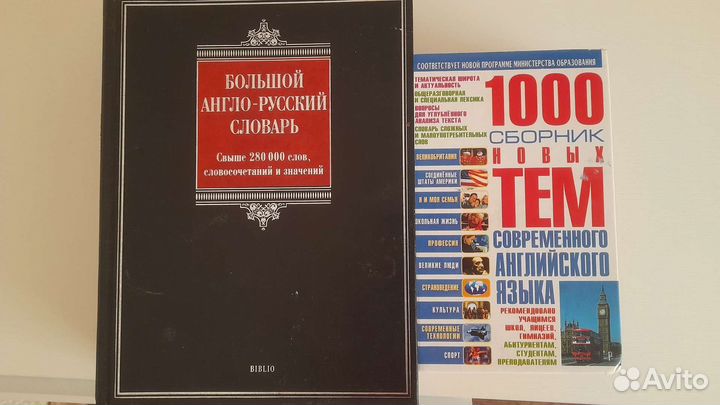 БОЛЬШОЙ
АНГЛО-РУССКИЙ
СЛОВАРЬ
Свыше 280 000 слов,
словосочетаний и значений
BIBLIO
СООТВЕТСТВУЕТ НОВОЙ ПРОГРАММЕ МИНИСТЕРСТВА ОБРАЗОВАНИЯ
ТЕМАТИЧЕСКАЯ ШИРОТА
И АКТУАЛЬНОСТЬ
ОБЩЕРАЗГОВОРНАЯ
И СПЕЦИАЛЬНАЯ ЛЕКСИКА
ВОПРОСЫ
ДЛЯ УГЛУБЛЁННОГО
АНАЛИЗА ТЕКСТА
СЛОВАРЬ СЛОЖНЫХ
И МАЛОУПОТРЕБИТЕЛЬНЫХ
СЛОВ
1000
СБОРНИК
НОВЫХ
ТЕМ
СОВРЕМЕННОГО
АНГЛИЙСКОГО
ЯЗЫКА
ВЕЛИКОБРИТАНИЯ
СОЕДИНЁННЫЕ
ШТАТЫ АМЕРИКИ
Я И МОЯ СЕМЬЯ
ШКОЛЬНАЯ ЖИЗНЬ
ПРОФЕССИИ
ВЕЛИКИЕ ЛЮДИ
СТРАНОВЕДЕНИЕ
КУЛЬТУРА
СОВРЕМЕННЫЕ
ТЕХНОЛОГИИ
СПОРТ
РЕКОМЕНДОВАНО
УЧАЩИМСЯ
ШКОЛ, ЛИЦЕЕВ,
ГИМНАЗИЙ,
АБИТУРИЕНТАМ,
СТУДЕНТАМ,
ПРЕПОДАВАТЕЛЯМ
Avito